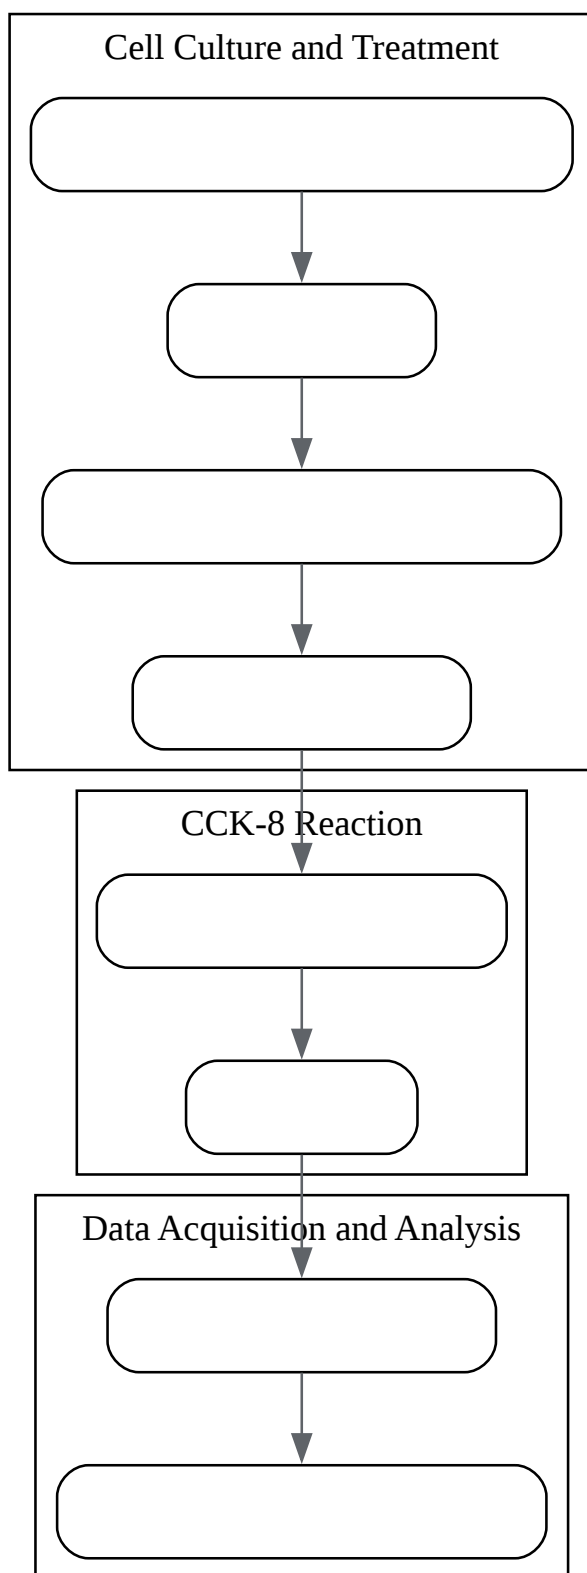 Cell Culture and Treatment
CCK-8 Reaction
Data Acquisition and Analysis